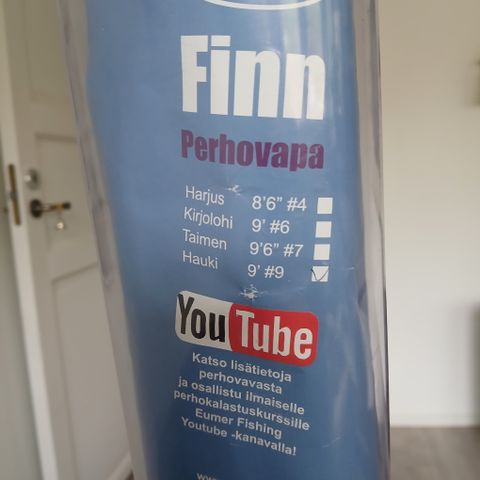 Finn
Perhovapa
Harjus 8'6" #4
Kirjolohi 9' #6
Taimen 9'6" #7
Hauki 9' #9
YouTube
Katso lisätietoja
perhovavasta
ja osallistu ilmaiselle
perhokalastuskurssille
Eumer Fishing
Youtube -kanavalla!